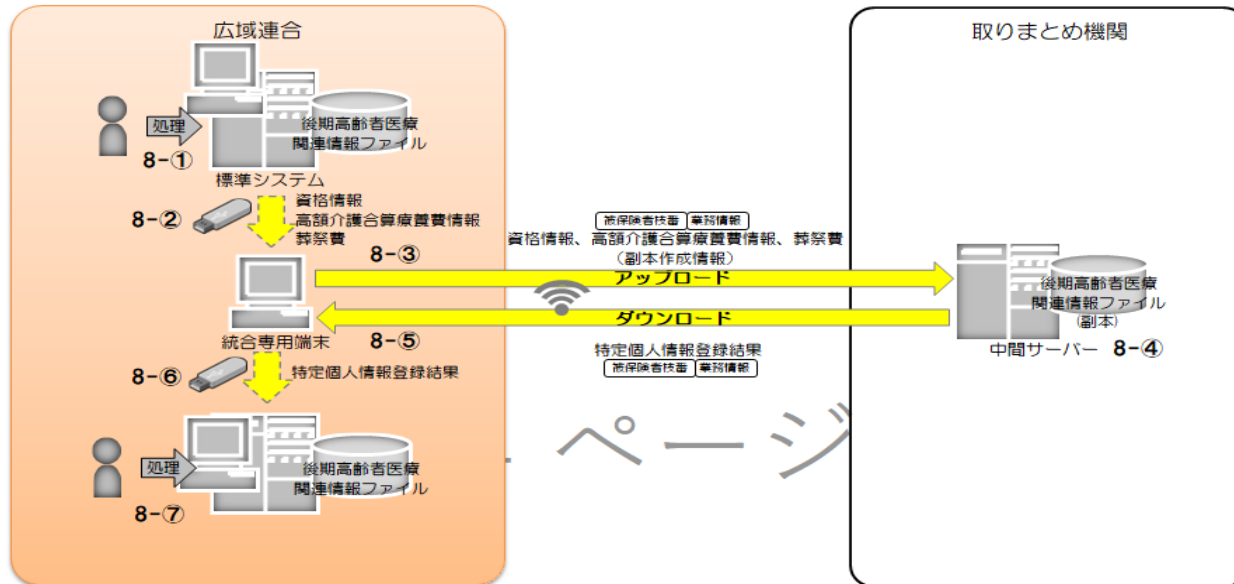 広域連合
取りまとめ機関
処理
8-①
後期高齢者医療
関連情報ファイル
標準システム
8-②
資格情報
高額介護合算療養費情報
葬祭費
8-③
被保険者枝番 業務情報
資格情報、高額介護合算療養費情報、葬祭費
(副本作成情報)
アップロード
後期高齢者医療
関連情報ファイル
(副本)
ダウンロード
統合専用端末
8-⑤
中間サーバー 8-④
特定個人情報登録結果
被保険者枝番 業務情報
8-⑥
特定個人情報登録結果
ページ
処理
後期高齢者医療
関連情報ファイル
8-⑦